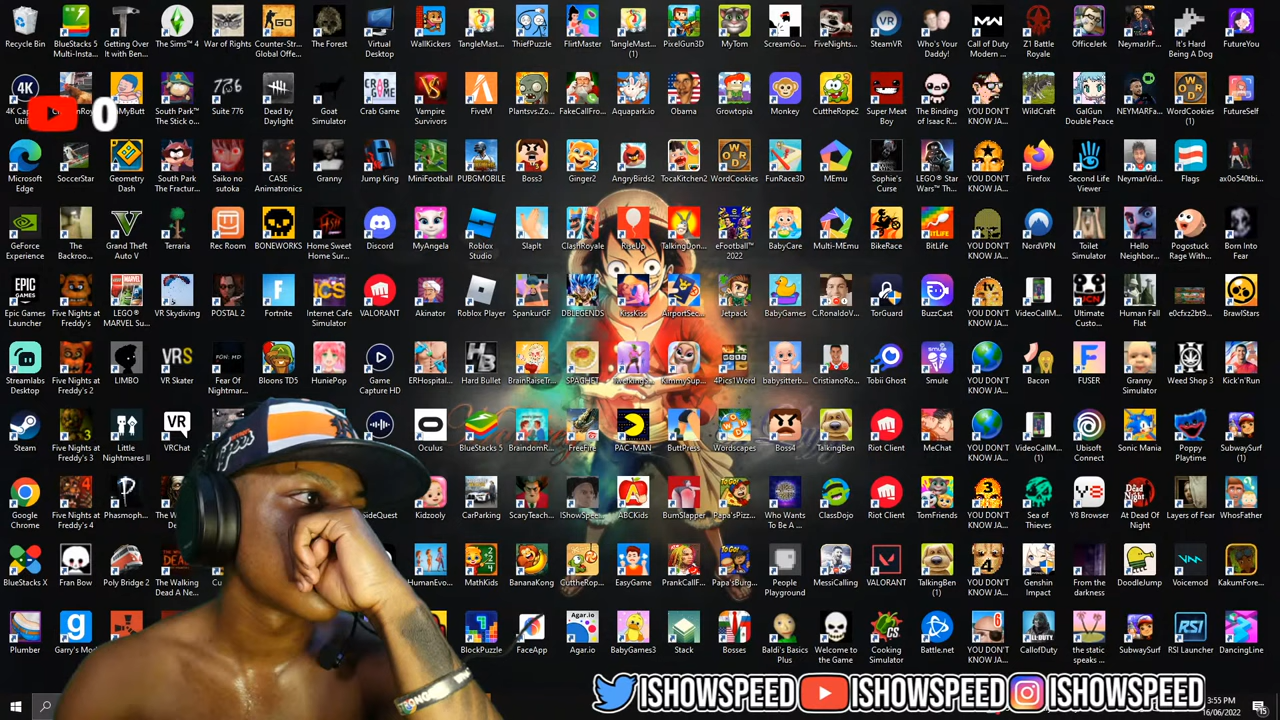 Recycle Bin
BlueStacks 5 Multi-Insta...
Getting Over It with Ben...
The Sims™ 4
War of Rights
Counter-Str... Global Offe...
The Forest
Virtual Desktop
WallKickers
TangleMast...
ThiefPuzzle
FlirtMaster
TangleMast... (1)
PixelGun3D
MyTom
ScreamGo...
FiveNights...
SteamVR
Who's Your Daddy!
Call of Duty Modern Wa...
Z1 Battle Royale
OfficeJerk
NeymarJrF...
It's Hard Being A Dog
FutureYou
0
South Park™ The Stick o...
Suite 776
Dead by Daylight
Goat Simulator
Crab Game
Vampire Survivors
FiveM
Plantsvs.Zo...
FakeCallFro...
Aquapark.io
Obama
Growtopia
Monkey
CuttheRope2
Super Meat Boy
The Binding of Isaac R...
YOU DON'T KNOW JA...
WildCraft
GalGun Double Peace
NEYMARFa...
WordCookies (1)
FutureSelf
Microsoft Edge
SoccerStar
Geometry Dash
South Park The Fractur...
Saiko no sutoka
CASE Animatronics
Granny
Jump King
MiniFootball
PUBGMOBILE
Boss3
Ginger2
AngryBirds2
TocaKitchen2
WordCookies
FunRace3D
MEmu
Sophie's Curse
LEGO® Star Wars™ Th...
YOU DON'T KNOW JA...
Firefox
Second Life Viewer
NeymarVid...
Flags
ax0o540tbi...
GeForce Experience
The Backroo...
Grand Theft Auto V
Terraria
Rec Room
BONEWORKS
Home Sweet Home Sur...
Discord
MyAngela
Roblox Studio
SlapIt
ClashRoyale
RiseUp
TalkingDon...
eFootball™ 2022
BabyCare
Multi-MEmu
BikeRace
BitLife
YOU DON'T KNOW JA...
NordVPN
Toilet Simulator
Hello Neighbor...
Pogostuck Rage With...
Born Into Fear
Epic Games Launcher
Five Nights at Freddy's
LEGO® MARVEL Su...
VR Skydiving
POSTAL 2
Fortnite
Internet Cafe Simulator
VALORANT
Akinator
Roblox Player
SpankurGF
DBLEGENDS
KissKiss
AirportSec...
Jetpack
BabyGames
C.RonaldoV...
TorGuard
BuzzCast
YOU DON'T KNOW JA...
VideoCallM...
Ultimate Custo...
Human Fall Flat
e0cfxz2bt9...
BrawlStars
Streamlabs Desktop
Five Nights at Freddy's 2
LIMBO
VR Skater
Fear Of Nightmar...
Bloons TD5
HuniePop
Game Capture HD
ERHospital...
Hard Bullet
BrainRaiseTr...
SPAGHET...
TwerkingS...
KimmySup...
4Pics1Word
babysitterb...
CristianoRo...
Tobii Ghost
Smule
YOU DON'T KNOW JA...
Bacon
FUSER
Granny Simulator
Weed Shop 3
Kick'n'Run
Steam
Five Nights at Freddy's 3
Little Nightmares II
VRChat
Oculus
BlueStacks 5
BraindomR...
FreeFire
PAC-MAN
ButtPress
Wordscapes
Boss4
TalkingBen
Riot Client
MeChat
YOU DON'T KNOW JA...
VideoCallM... (1)
Ubisoft Connect
Sonic Mania
Poppy Playtime
SubwaySurf (1)
Google Chrome
Five Nights at Freddy's 4
Phasmoph...
SideQuest
Kidzooly
CarParking
ScaryTeach...
IShowSpee...
ABCKids
BurnSlapper
Papa'sPizz...
Who Wants To Be A ...
ClassDojo
Riot Client
TomFriends
YOU DON'T KNOW JA...
Sea of Thieves
Y8 Browser
At Dead Of Night
Layers of Fear
WhosFather
BlueStacks X
Fran Bow
Poly Bridge 2
The Walking Dead A Ne...
HumanEvo...
MathKids
BananaKong
CuttheRop...
EasyGame
PrankCallF...
Papa'sBurg...
People Playground
MessiCalling
VALORANT
TalkingBen (1)
YOU DON'T KNOW JA...
Genshin Impact
From the darkness
DoodleJump
Voicemod
KakumFore...
Plumber
Garry's Mod
BlockPuzzle
FaceApp
Agar.io
BabyGames3
Stack
Bosses
Baldi's Basics Plus
Welcome to the Game
Cooking Simulator
Battle.net
YOU DON'T KNOW JA...
CallofDuty
the static speaks ...
SubwaySurf
RSI Launcher
DancingLine
ISHOWSPEED
ISHOWSPEED
ISHOWSPEED
3:55 PM
16/06/2022